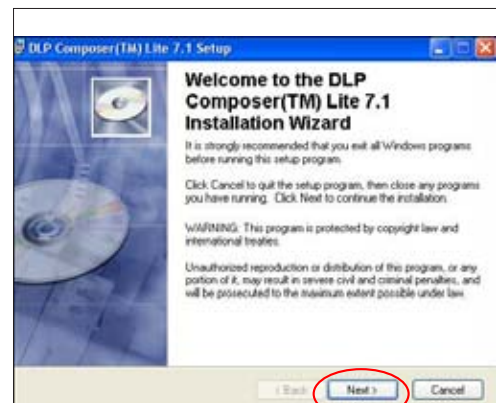 DLP Composer(TM) Lite 7.1 Setup
Welcome to the DLP
Composer(TM) Lite 7.1
Installation Wizard
It is strongly recommended that you exit all Windows programs
before running this setup program.
Click Cancel to quit the setup program, then close any programs
you have running. Click Next to continue the installation.
WARNING: This program is protected by copyright law and
international treaties.
Unauthorized reproduction or distribution of this program, or any
portion of it, may result in severe civil and criminal penalties, and
will be prosecuted to the maximum extent possible under law.
< Back Next > Cancel